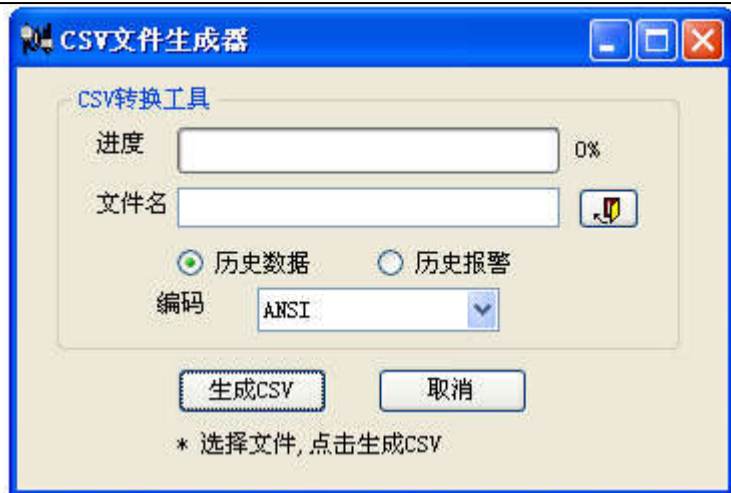 CSV文件生成器
CSV转换工具
进度 0%
文件名
历史数据 历史报警
编码 ANSI
生成CSV 取消
* 选择文件,点击生成CSV